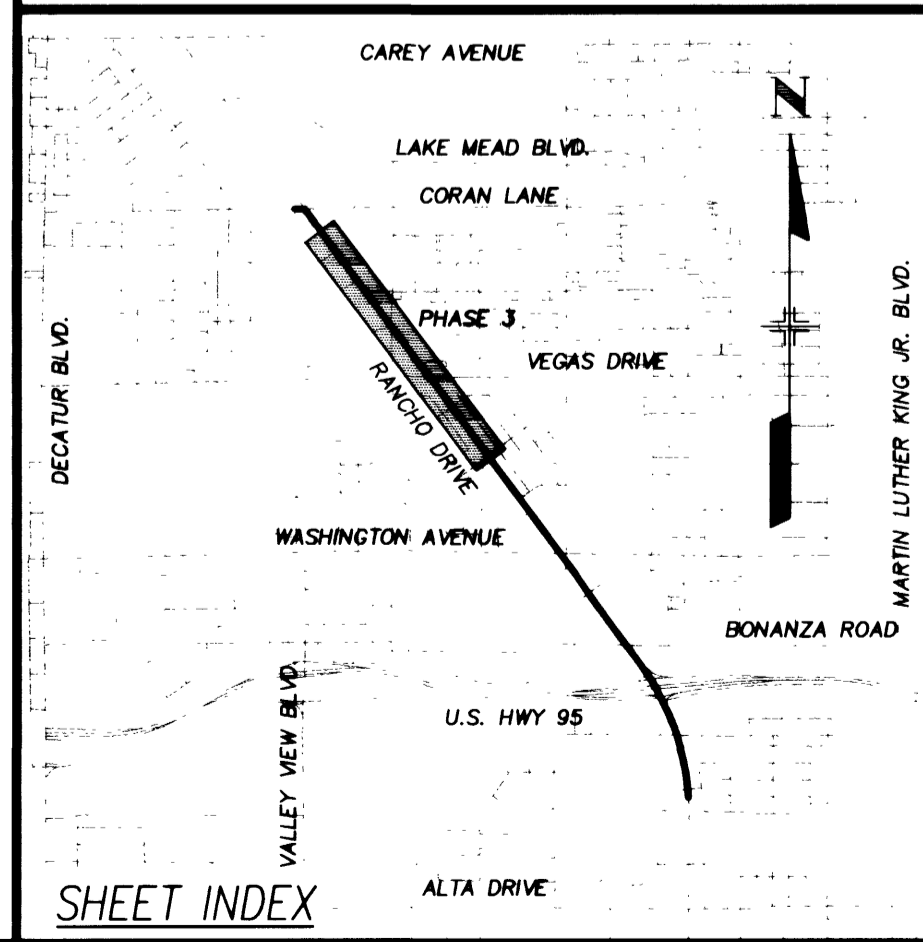 CAREY AVENUE
N
LAKE MEAD BLVD.
CORAN LANE
PHASE 3
VEGAS DRIVE
RANCHO DRIVE
DECATUR BLVD.
MARTIN LUTHER KING JR. BLVD.
WASHINGTON AVENUE
BONANZA ROAD
VALLEY VIEW BLVD.
U.S. HWY 95
ALTA DRIVE
SHEET INDEX